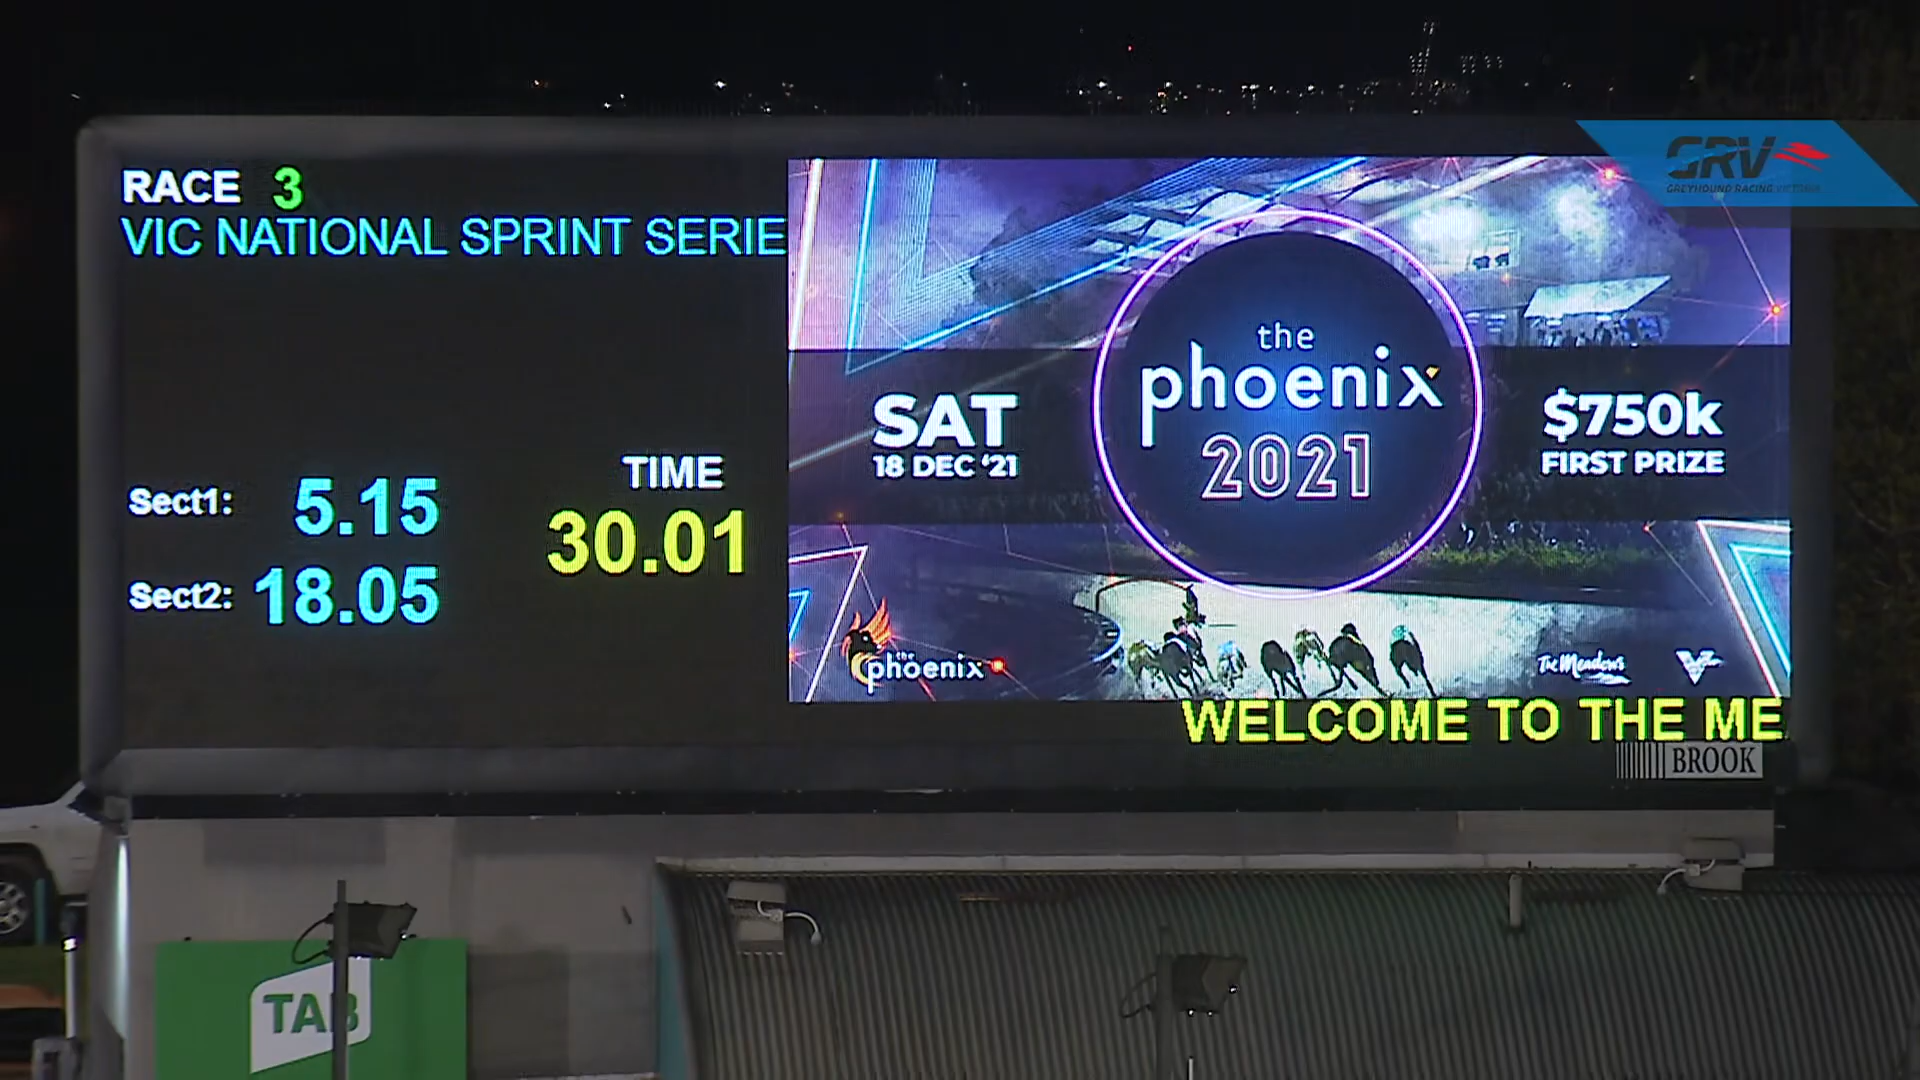 RACE 3
VIC NATIONAL SPRINT SERIE
GRV
GREYHOUND RACING VICTORIA
the
phoenix
2021
SAT
18 DEC '21
$750k
FIRST PRIZE
TIME
30.01
Sect1: 5.15
Sect2: 18.05
the
phoenix
The Meadows
WELCOME TO THE ME
BROOK
TAB